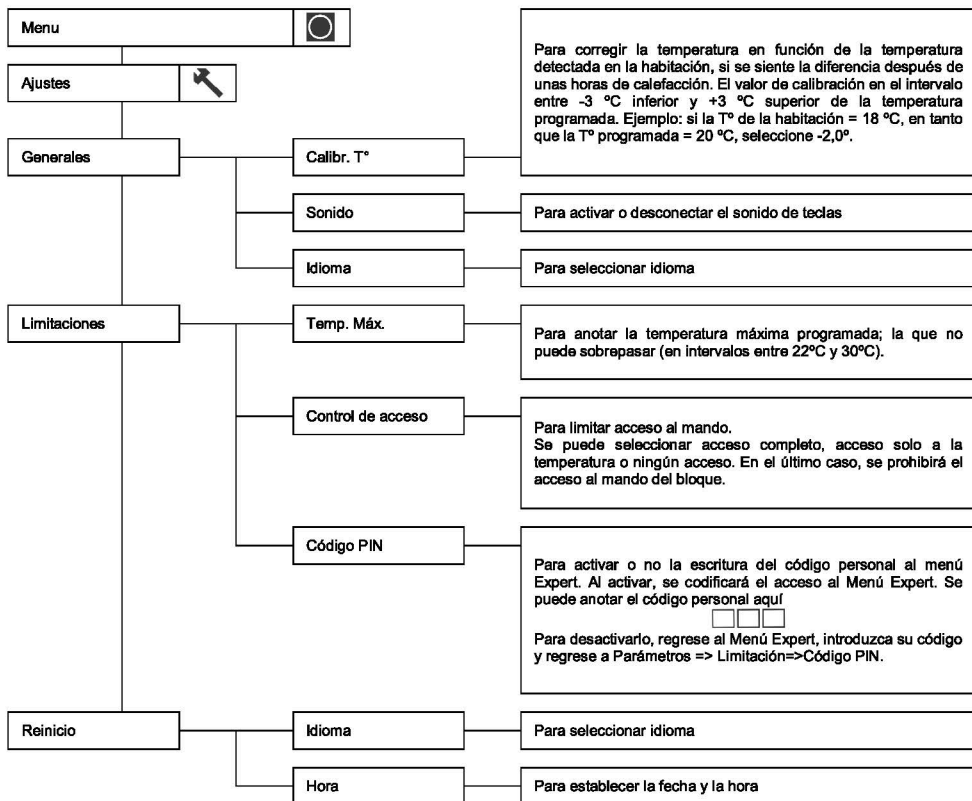 Menu
Ajustes
Generales
Calibr. T°
Para corregir la temperatura en función de la temperatura
detectada en la habitación, si se siente la diferencia después de
unas horas de calefacción. El valor de calibración en el intervalo
entre -3 ºC inferior y +3 ºC superior de la temperatura
programada. Ejemplo: si la Tº de la habitación = 18 ºC, en tanto
que la Tº programada = 20 ºC, seleccione -2,0º.
Sonido
Para activar o desconectar el sonido de teclas
Idioma
Para seleccionar idioma
Limitaciones
Temp. Máx.
Para anotar la temperatura máxima programada; la que no
puede sobrepasar (en intervalos entre 22ºC y 30ºC).
Control de acceso
Para limitar acceso al mando.
Se puede seleccionar acceso completo, acceso solo a la
temperatura o ningún acceso. En el último caso, se prohibirá el
acceso al mando del bloque.
Código PIN
Para activar o no la escritura del código personal al menú
Expert. Al activar, se codificará el acceso al Menú Expert. Se
puede anotar el código personal aquí
Para desactivarlo, regrese al Menú Expert, introduzca su código
y regrese a Parámetros => Limitación=>Código PIN.
Reinicio
Idioma
Para seleccionar idioma
Hora
Para establecer la fecha y la hora